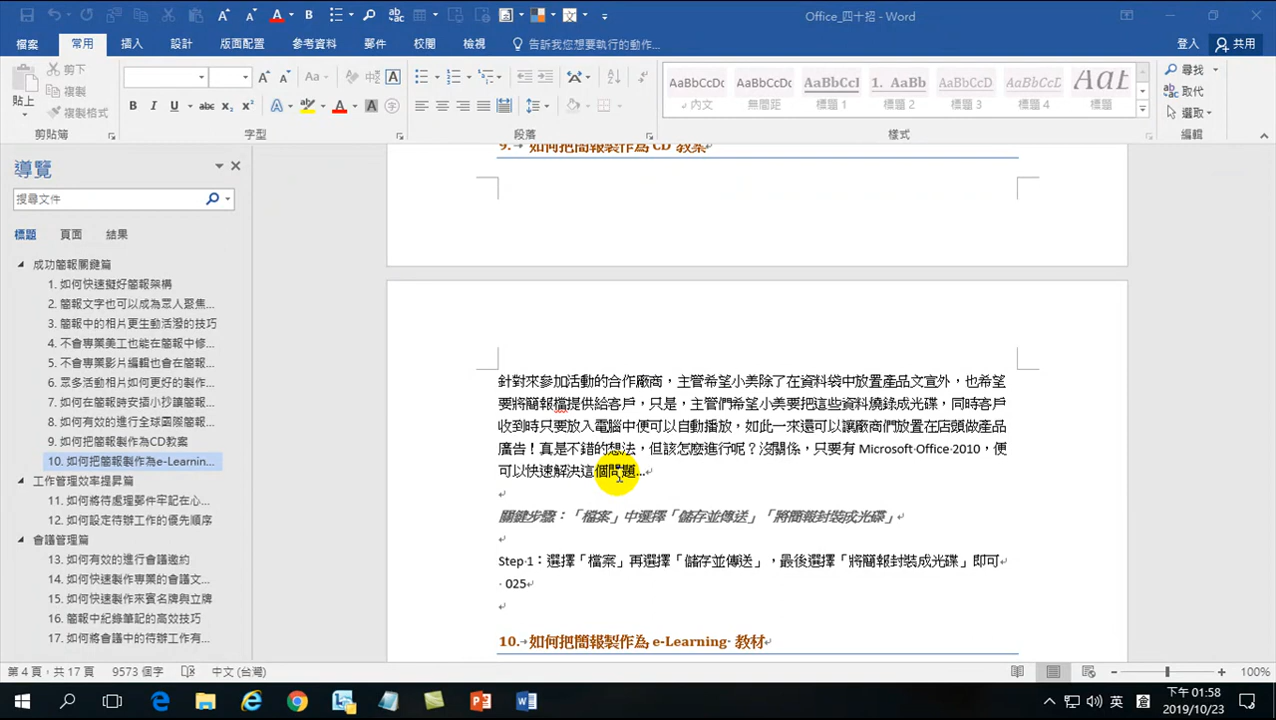 Office_四十招 - Word
檔案 常用 插入 設計 版面配置 參考資料 郵件 校閱 檢視 告訴我您想要執行的動作... 登入 共用
貼上 剪下 複製 複製格式
剪貼簿 字型 段落 樣式 編輯
AaBbCcDc AaBbCcDc AaBbCcI 1. AaBb AaBbCcDc AaBbCcD Aat
內文 無間距 標題 1 標題 2 標題 3 標題 4 標題
尋找
取代
選取
導覽
搜尋文件
標題 頁面 結果
成功簡報關鍵篇
1. 如何快速擬好簡報架構
2. 簡報文字也可以成為眾人聚焦...
3. 簡報中的相片更生動活潑的技巧
4. 不會專業美工也能在簡報中修...
5. 不會專業影片編輯也會在簡報...
6. 眾多活動相片如何更好的製作...
7. 如何在簡報時安插小抄讓簡報...
8. 如何有效的進行全球國際簡報...
9. 如何把簡報製作為CD教案
10. 如何把簡報製作為e-Learnin...
工作管理效率提昇篇
11. 如何將待處理郵件牢記在心...
12. 如何設定待辦工作的優先順序
會議管理篇
13. 如何有效的進行會議邀約
14. 如何快速製作專業的會議文...
15. 如何快速製作來賓名牌與立牌
16. 簡報中紀錄筆記的高效技巧
17. 如何將會議中的待辦工作有...
9. 如何把簡報製作為 CD 教案
針對來參加活動的合作廠商，主管希望小美除了在資料袋中放置產品文宣外，也希望
要將簡報檔提供給客戶，只是，主管們希望小美要把這些資料燒錄成光碟，同時客戶
收到時只要放入電腦中便可以自動播放，如此一來還可以讓廠商們放置在店頭做產品
廣告！真是不錯的想法，但該怎麼進行呢？沒關係，只要有 Microsoft Office 2010，便
可以快速解決這個問題...
關鍵步驟：「檔案」中選擇「儲存並傳送」「將簡報封裝成光碟」
Step 1：選擇「檔案」再選擇「儲存並傳送」，最後選擇「將簡報封裝成光碟」即可
025
10. 如何把簡報製作為 e-Learning 教材
第 4 頁，共 17 頁 9573 個字 中文 (台灣) 100%
英 下午 01:58
2019/10/23